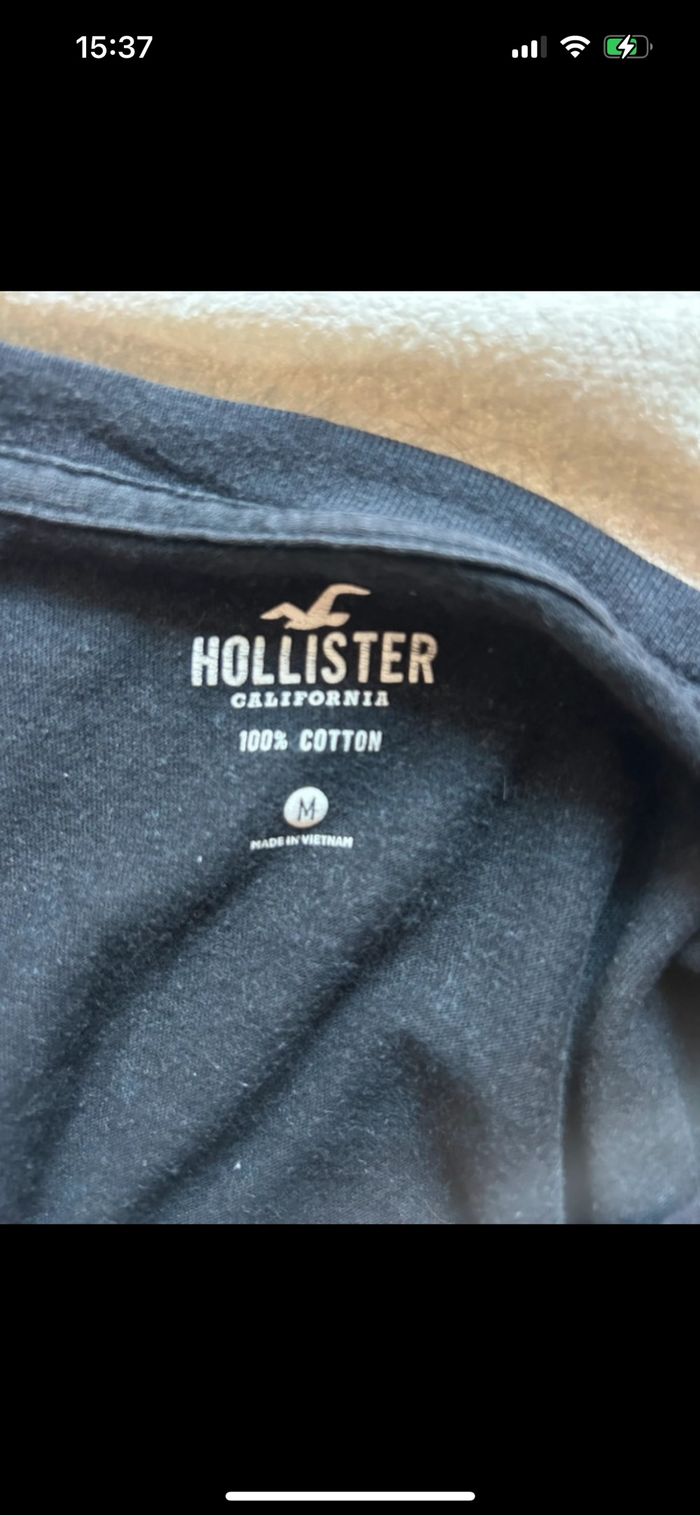 15:37
HOLLISTER
CALIFORNIA
100% COTTON
M
MADE IN VIETNAM